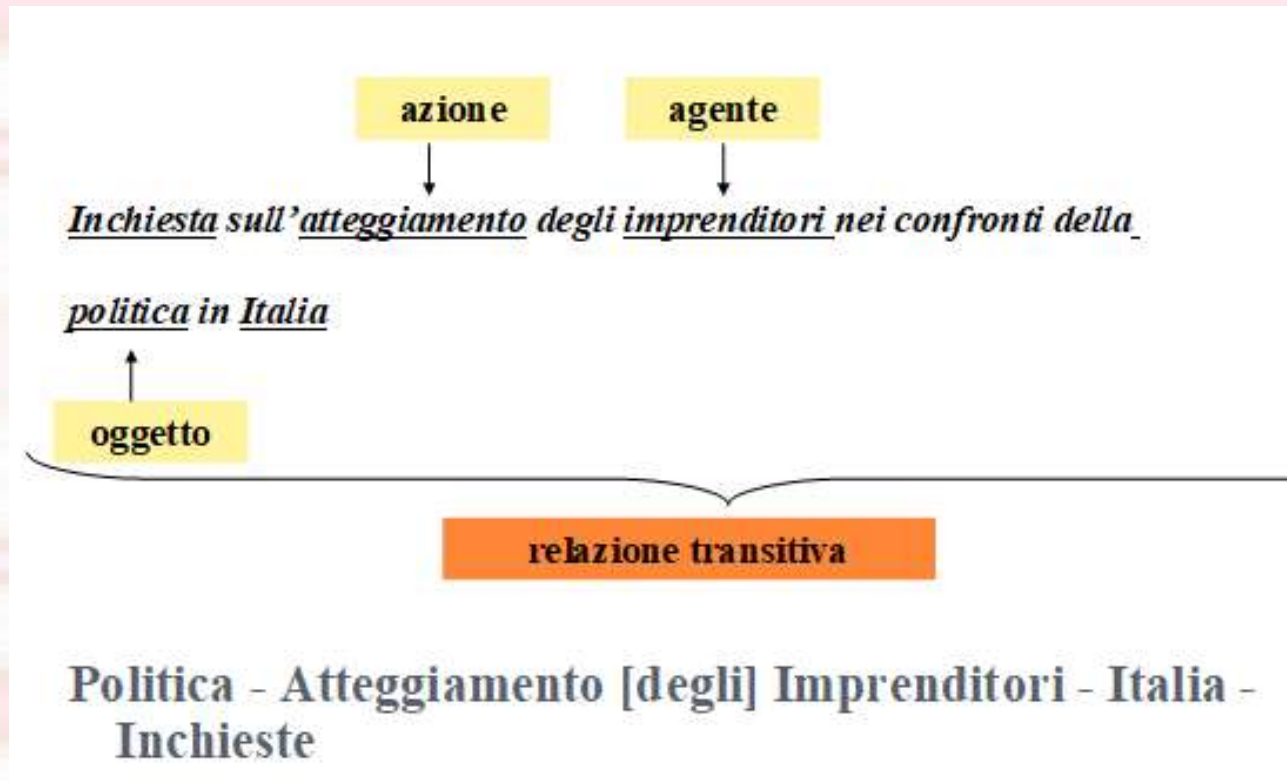 azione agente
Inchiesta sull’atteggiamento degli imprenditori nei confronti della
politica in Italia
oggetto
relazione transitiva
Politica - Atteggiamento [degli] Imprenditori - Italia -
Inchieste